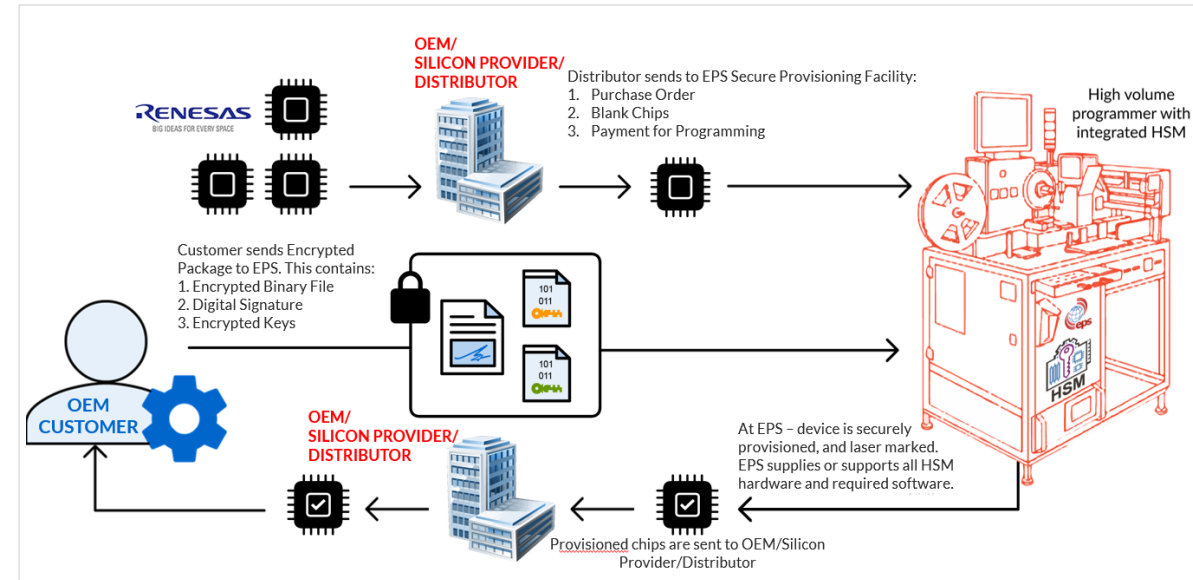 OEM/
SILICON PROVIDER/
DISTRIBUTOR
Distributor sends to EPS Secure Provisioning Facility:
1. Purchase Order
2. Blank Chips
3. Payment for Programming
High volume
programmer with
integrated HSM
RENESAS
BIG IDEAS FOR EVERY SPACE
Customer sends Encrypted
Package to EPS. This contains:
1. Encrypted Binary File
2. Digital Signature
3. Encrypted Keys
101
011
101
011
eps
HSM
OEM
CUSTOMER
OEM/
SILICON PROVIDER/
DISTRIBUTOR
At EPS – device is securely
provisioned, and laser marked.
EPS supplies or supports all HSM
hardware and required software.
Provisioned chips are sent to OEM/Silicon
Provider/Distributor